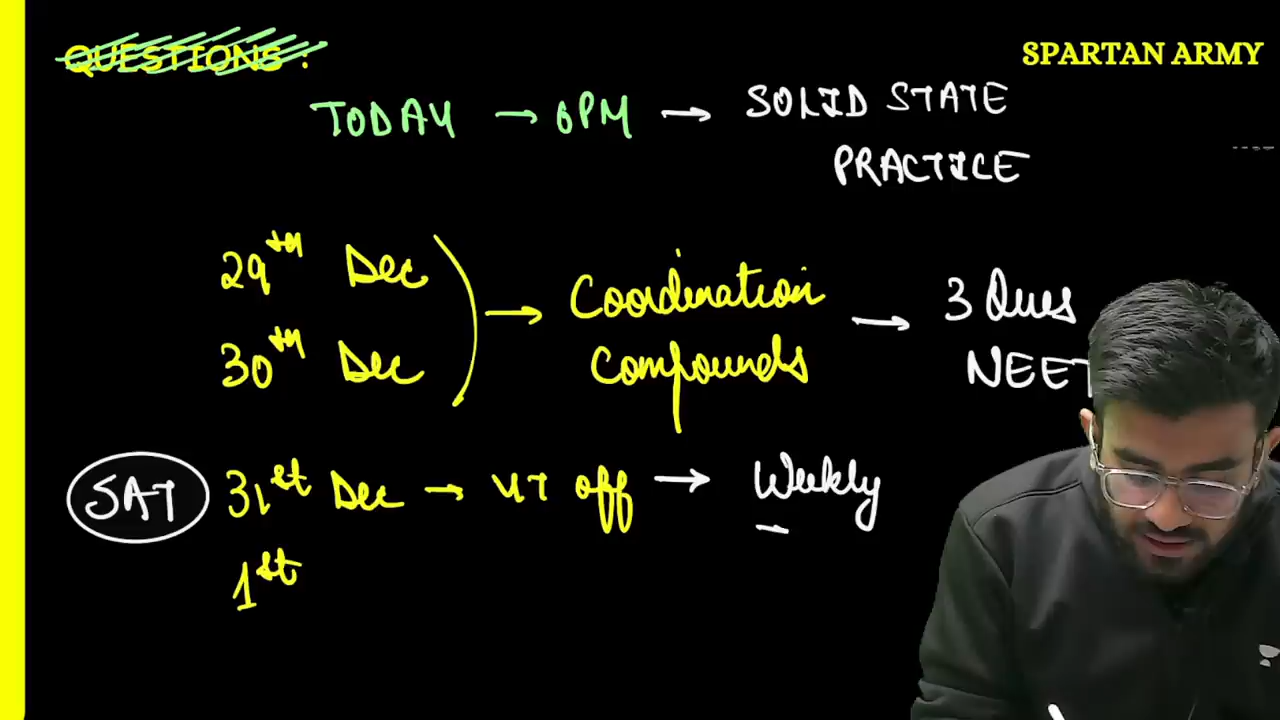 QUESTIONS :
SPARTAN ARMY
TODAY → 6PM → SOLID STATE
PRACTICE
29th Dec
30th Dec
→ Coordination
Compounds
→ 3 Ques
NEET
SAT 31st Dec → UT off → Weekly
1st